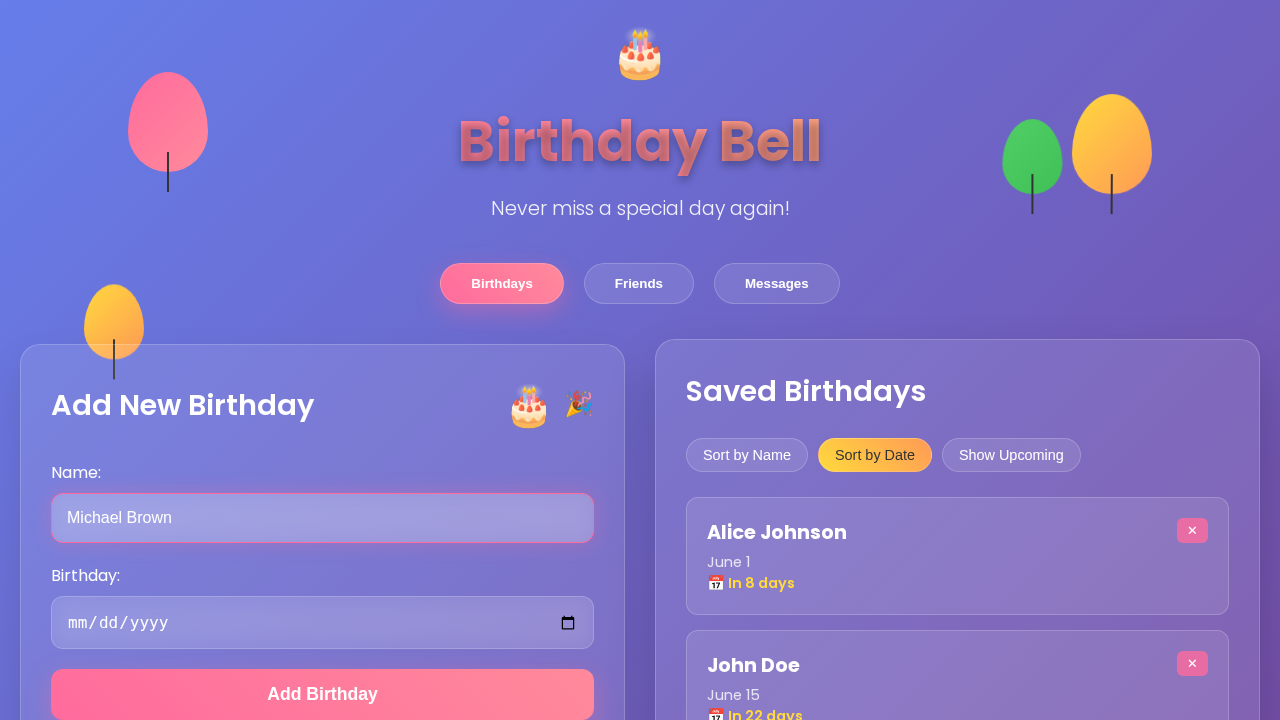 Birthday Bell
Never miss a special day again!
Birthdays
Friends
Messages
Add New Birthday
Name:
Michael Brown
Birthday:
mm/dd/yyyy
Add Birthday
Saved Birthdays
Sort by Name
Sort by Date
Show Upcoming
Alice Johnson
✕
June 1
📅 In 8 days
John Doe
✕
June 15
📅 In 22 days